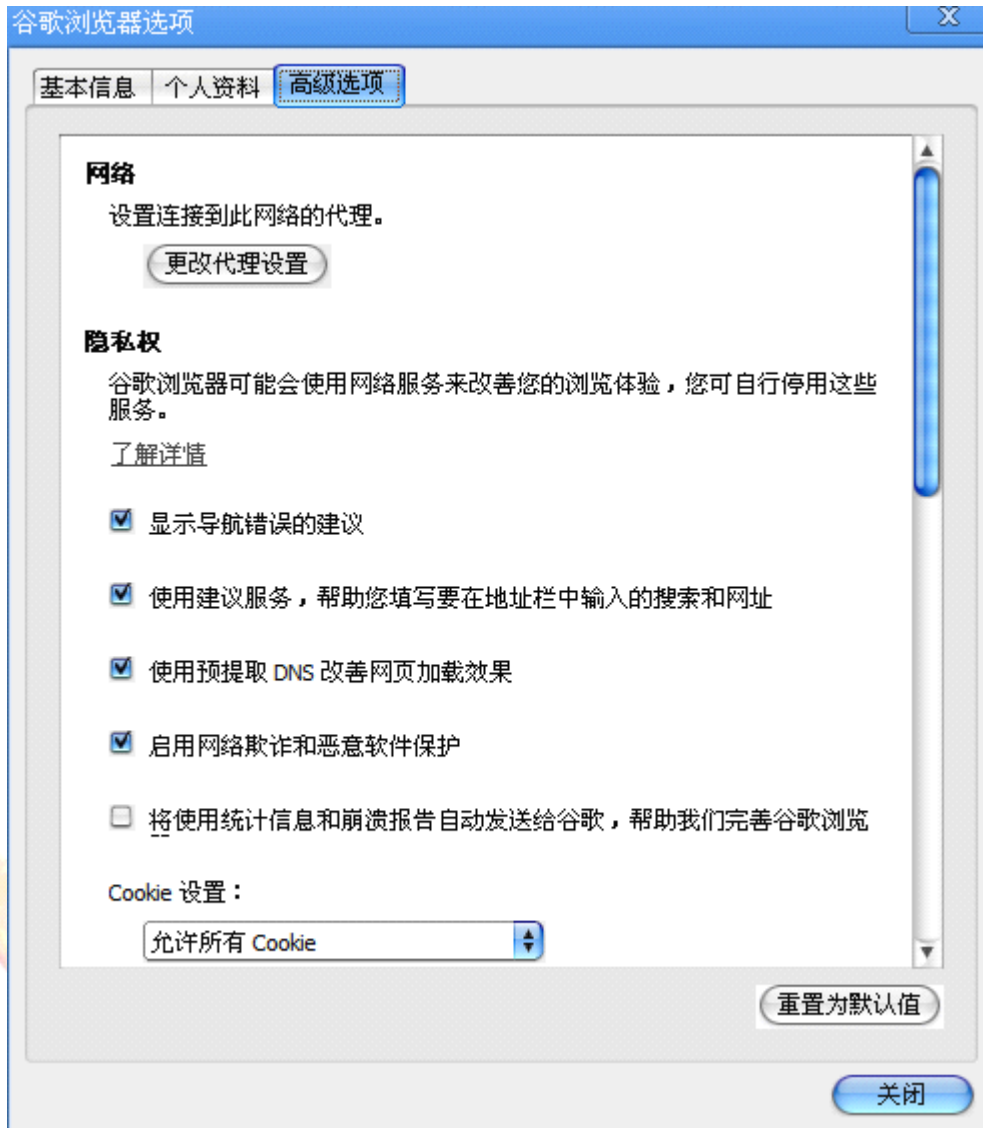 谷歌浏览器选项
X
基本信息 个人资料 高级选项
网络
设置连接到此网络的代理。
更改代理设置
隐私权
谷歌浏览器可能会使用网络服务来改善您的浏览体验，您可自行停用这些
服务。
了解详情
显示导航错误的建议
使用建议服务，帮助您填写要在地址栏中输入的搜索和网址
使用预提取 DNS 改善网页加载效果
启用网络欺诈和恶意软件保护
将使用统计信息和崩溃报告自动发送给谷歌，帮助我们完善谷歌浏览
Cookie 设置：
允许所有 Cookie
重置为默认值
关闭